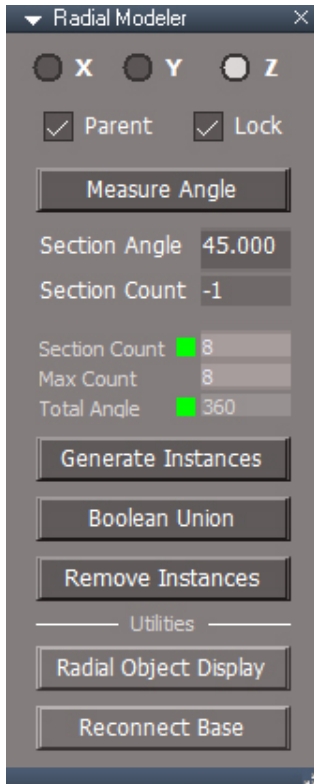 Radial Modeler
X Y Z
Parent Lock
Measure Angle
Section Angle 45.000
Section Count -1
Section Count 8
Max Count 8
Total Angle 360
Generate Instances
Boolean Union
Remove Instances
Utilities
Radial Object Display
Reconnect Base